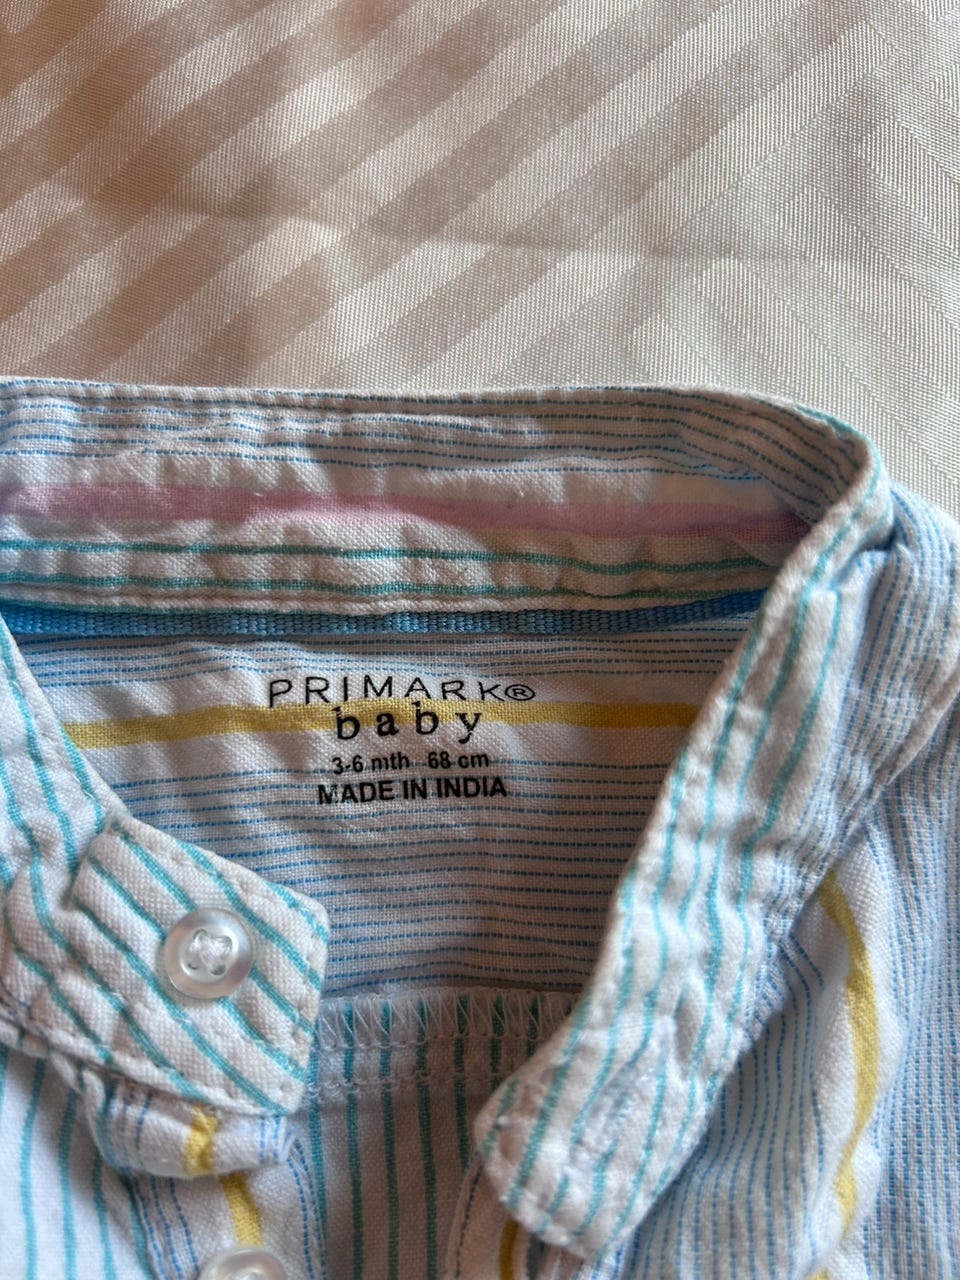 PRIMARK®
baby
3-6 mth 68 cm
MADE IN INDIA